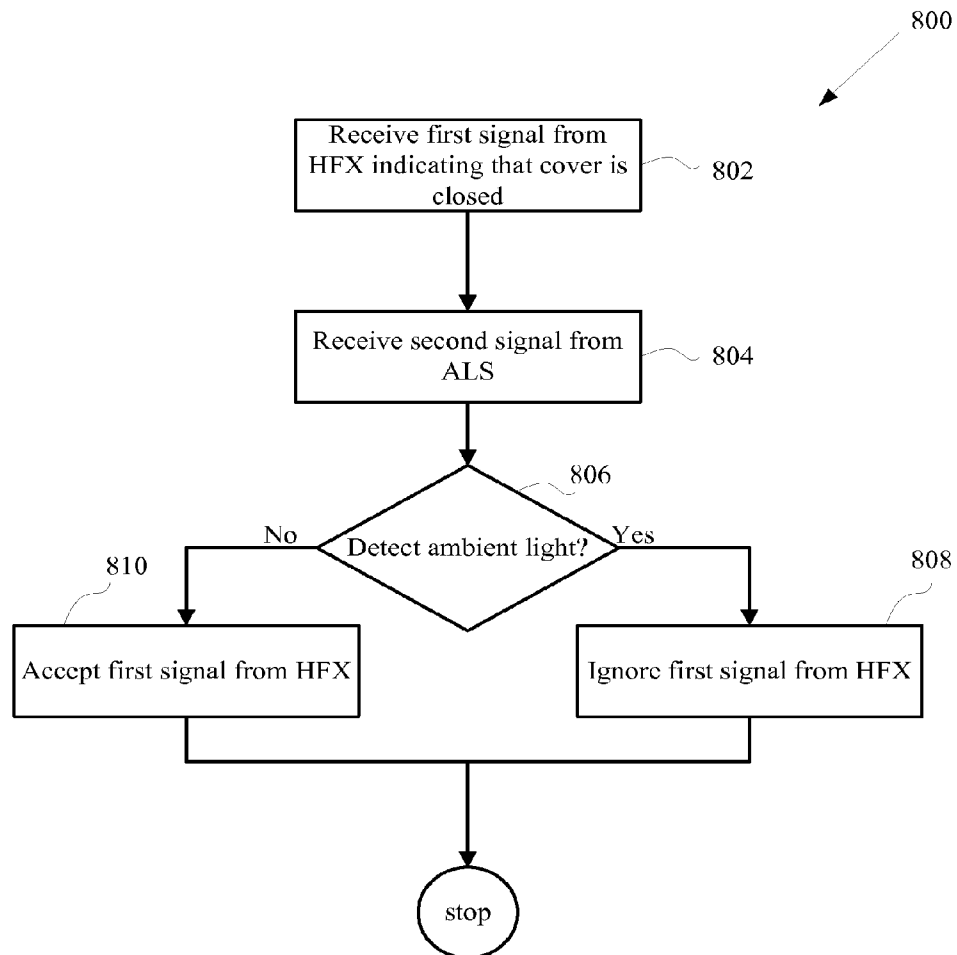 800
Receive first signal from
HFX indicating that cover is
closed
802
Receive second signal from
ALS
804
806
No
Detect ambient light?
Yes
810
808
Accept first signal from HFX
Ignore first signal from HFX
stop